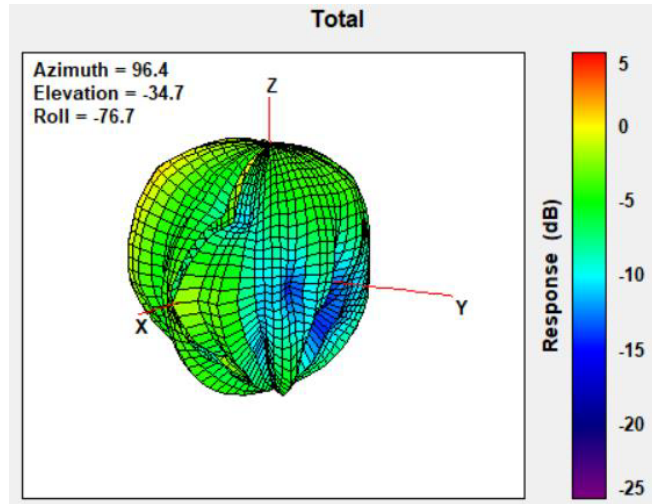 Total
Azimuth = 96.4
Elevation = -34.7
Roll = -76.7
Z
X
Y
5
0
-5
-10
-15
-20
-25
Response (dB)